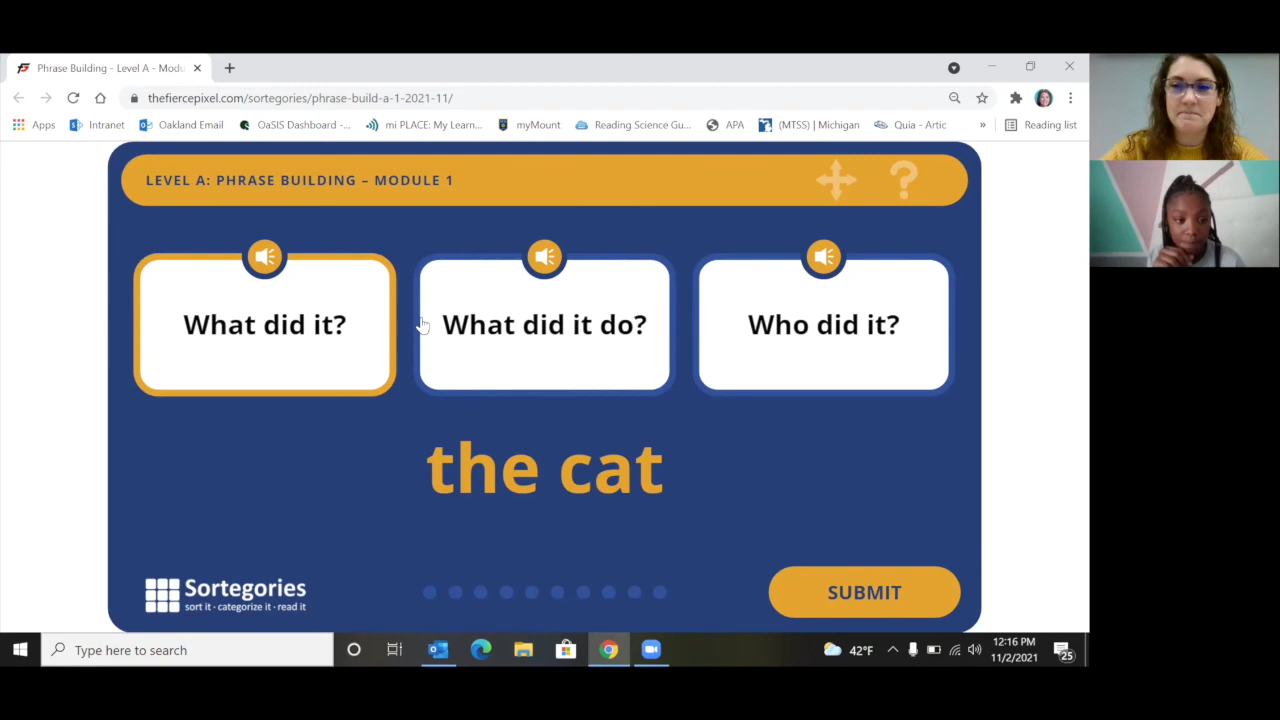 Phrase Building - Level A - Modu
thefiercepixel.com/sortegories/phrase-build-a-1-2021-11/
Apps Intranet Oakland Email OaSIS Dashboard -... mi PLACE: My Learn... myMount Reading Science Gu... APA (MTSS) | Michigan Quia - Artic » Reading list
LEVEL A: PHRASE BUILDING – MODULE 1
What did it? What did it do? Who did it?
the cat
Sortegories
sort it · categorize it · read it
SUBMIT
Type here to search
42°F
12:16 PM
11/2/2021
25